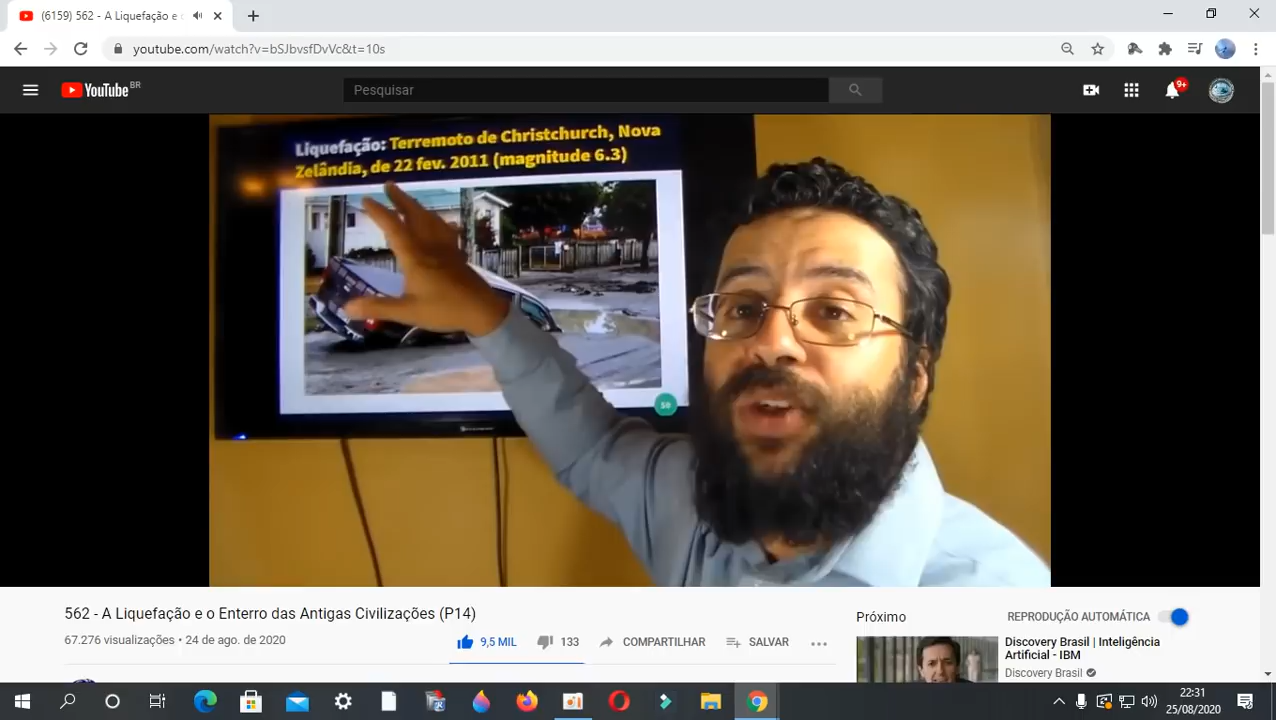 (6159) 562 - A Liquefação e
youtube.com/watch?v=bSJbvsfDvVc&t=10s
YouTube BR
Pesquisar
9+
Liquefação: Terremoto de Christchurch, Nova
Zelândia, de 22 fev. 2011 (magnitude 6.3)
50
562 - A Liquefação e o Enterro das Antigas Civilizações (P14)
67.276 visualizações • 24 de ago. de 2020
9,5 MIL
133
COMPARTILHAR
SALVAR
Próximo
REPRODUÇÃO AUTOMÁTICA
Discovery Brasil | Inteligência
Artificial - IBM
Discovery Brasil
22:31
25/08/2020